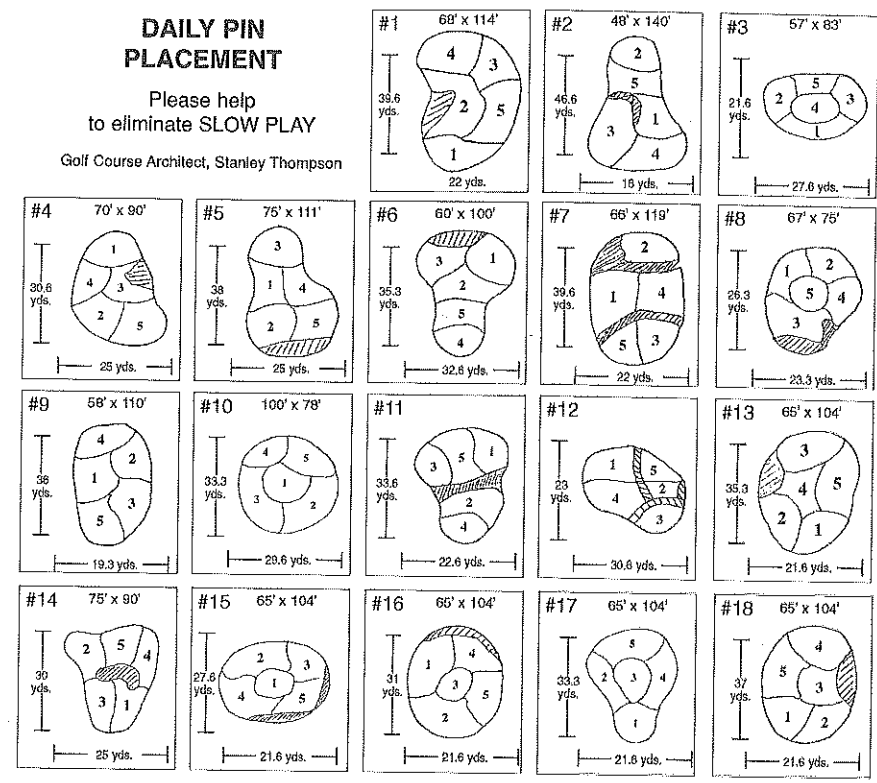 DAILY PIN
PLACEMENT
Please help
to eliminate SLOW PLAY
Golf Course Architect, Stanley Thompson
#1 68' x 114'
4
3
39.6
yds.
2
5
1
22 yds.
#2 48' x 140'
2
5
46.6
yds.
1
3
4
16 yds.
#3 57' x 83'
5
2
4
3
21.6
yds.
1
27.6 yds.
#4 70' x 90'
1
4
3
30.6
yds.
2
5
25 yds.
#5 75' x 111'
3
1
4
38
yds.
2
5
25 yds.
#6 60' x 100'
3
1
2
35.3
yds.
5
4
32.6 yds.
#7 66' x 119'
2
1
4
39.6
yds.
5
3
22 yds.
#8 67' x 75'
1
2
5
4
26.3
yds.
3
23.3 yds.
#9 58' x 110'
4
2
1
38
yds.
3
5
19.3 yds.
#10 100' x 78'
4
5
1
33.3
yds.
3
2
29.6 yds.
#11
3
5
1
33.6
yds.
2
4
22.6 yds.
#12
1
5
23
yds.
4
2
3
30.6 yds.
#13 65' x 104'
3
4
5
35.3
yds.
2
1
21.6 yds.
#14 75' x 90'
2
5
4
30
yds.
3
1
25 yds.
#15 65' x 104'
2
3
27.6
yds.
1
4
5
21.6 yds.
#16 65' x 104'
1
4
31
yds.
3
5
2
21.6 yds.
#17 65' x 104'
5
2
3
4
33.3
yds.
1
21.6 yds.
#18 65' x 104'
4
5
3
37
yds.
1
2
21.6 yds.